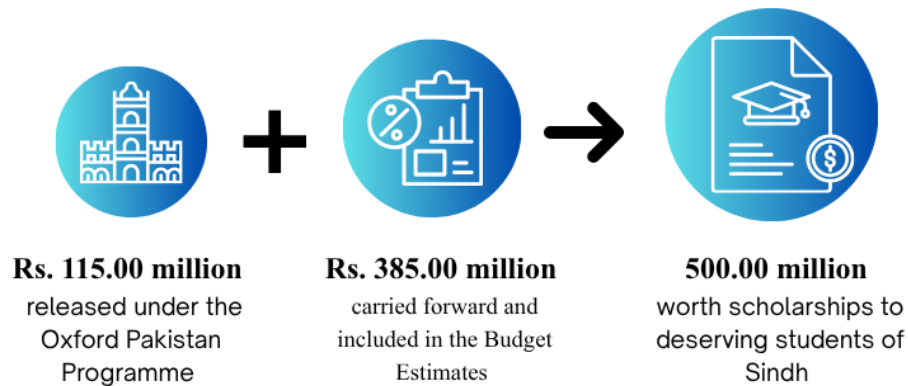 Rs. 115.00 million
released under the
Oxford Pakistan
Programme
Rs. 385.00 million
carried forward and
included in the Budget
Estimates
500.00 million
worth scholarships to
deserving students of
Sindh